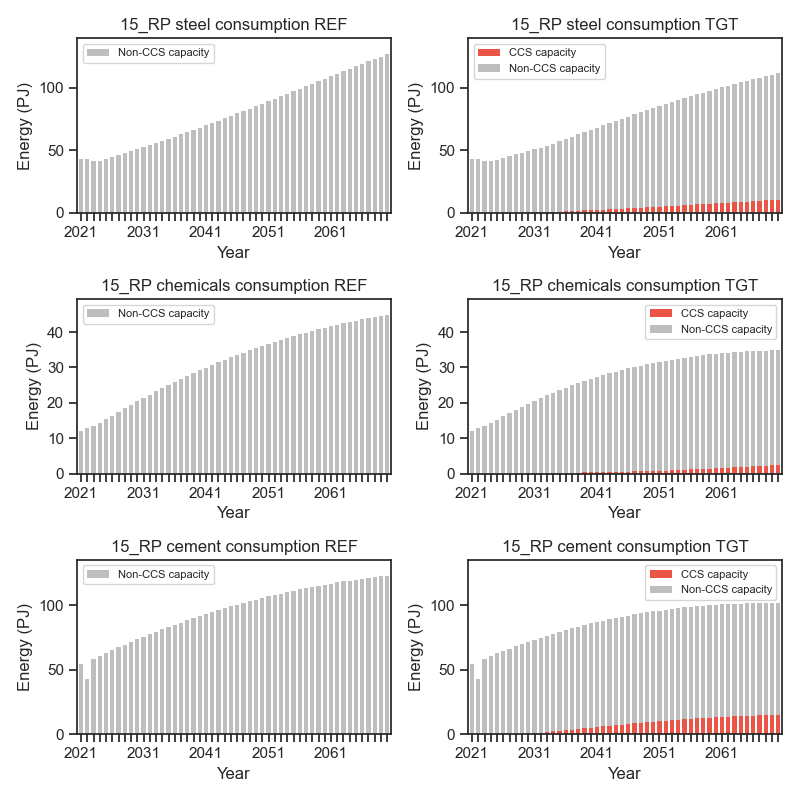 15_RP steel consumption REF
Non-CCS capacity
Energy (PJ)
100
50
0
2021 2031 2041 2051 2061
Year
15_RP steel consumption TGT
CCS capacity
Non-CCS capacity
Energy (PJ)
100
50
0
2021 2031 2041 2051 2061
Year
15_RP chemicals consumption REF
Non-CCS capacity
Energy (PJ)
40
30
20
10
0
2021 2031 2041 2051 2061
Year
15_RP chemicals consumption TGT
CCS capacity
Non-CCS capacity
Energy (PJ)
40
30
20
10
0
2021 2031 2041 2051 2061
Year
15_RP cement consumption REF
Non-CCS capacity
Energy (PJ)
100
50
0
2021 2031 2041 2051 2061
Year
15_RP cement consumption TGT
CCS capacity
Non-CCS capacity
Energy (PJ)
100
50
0
2021 2031 2041 2051 2061
Year